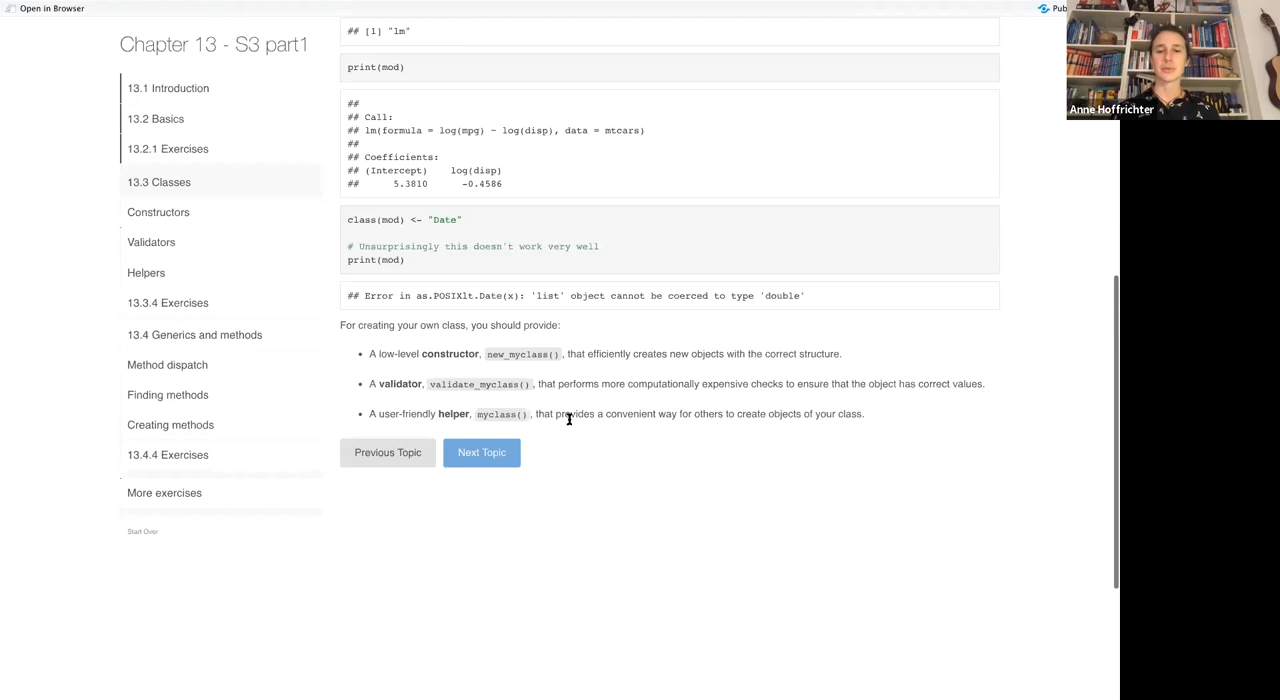 Open in Browser
Pub
Anne Hoffrichter
Chapter 13 - S3 part1
13.1 Introduction
13.2 Basics
13.2.1 Exercises
13.3 Classes
Constructors
Validators
Helpers
13.3.4 Exercises
13.4 Generics and methods
Method dispatch
Finding methods
Creating methods
13.4.4 Exercises
More exercises
Start Over
## [1] "lm"
print(mod)
##
## Call:
## lm(formula = log(mpg) ~ log(disp), data = mtcars)
##
## Coefficients:
## (Intercept)    log(disp)
##      5.3810      -0.4586
class(mod) <- "Date"
# Unsurprisingly this doesn't work very well
print(mod)
## Error in as.POSIXlt.Date(x): 'list' object cannot be coerced to type 'double'
For creating your own class, you should provide:
• A low-level constructor, new_myclass(), that efficiently creates new objects with the correct structure.
• A validator, validate_myclass(), that performs more computationally expensive checks to ensure that the object has correct values.
• A user-friendly helper, myclass(), that provides a convenient way for others to create objects of your class.
Previous Topic
Next Topic